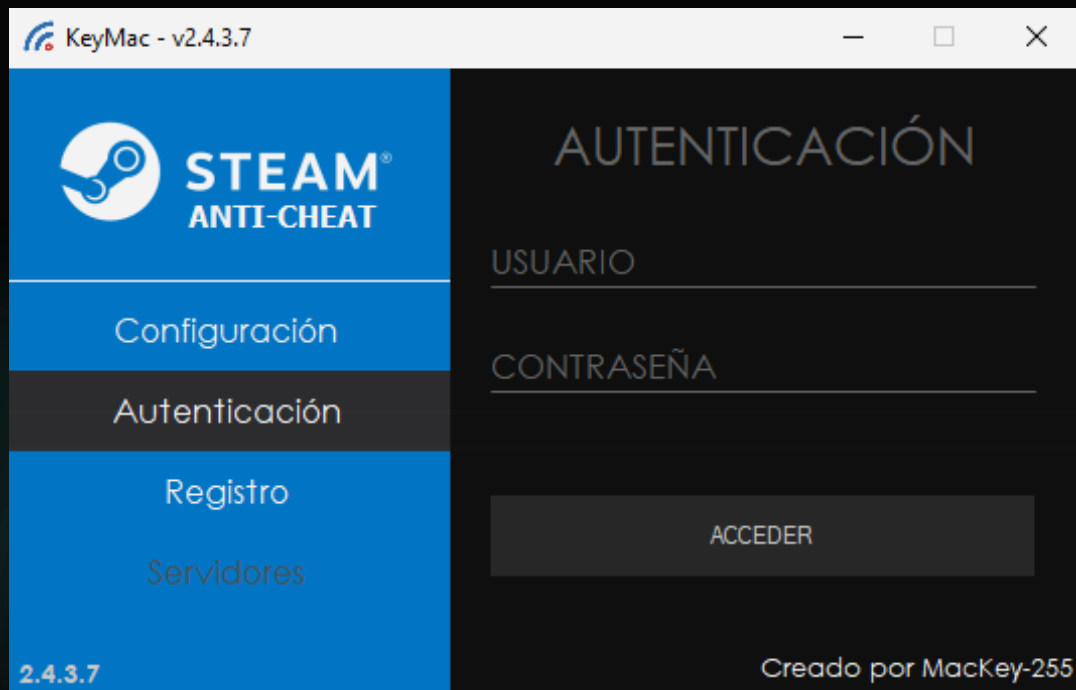 KeyMac - v2.4.3.7
STEAM®
ANTI-CHEAT
Configuración
Autenticación
Registro
Servidores
2.4.3.7
AUTENTICACIÓN
USUARIO
CONTRASEÑA
ACCEDER
Creado por MacKey-255